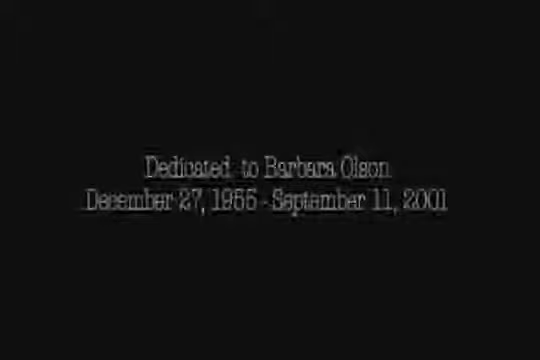 Dedicated to Barbara Olson
December 27, 1955 - September 11, 2001